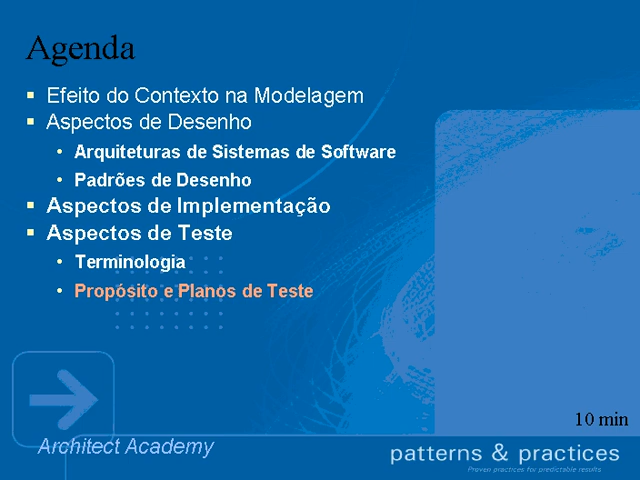 Agenda
Efeito do Contexto na Modelagem
Aspectos de Desenho
Arquiteturas de Sistemas de Software
Padrões de Desenho
Aspectos de Implementação
Aspectos de Teste
Terminologia
Propósito e Planos de Teste
10 min
Architect Academy
patterns & practices
Proven practices for predictable results